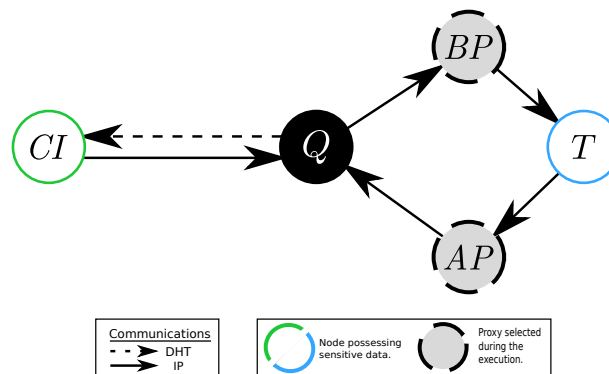 BP
CI
Q
T
AP
Communications
DHT
IP
Node possessing
sensitive data.
Proxy selected
during the
execution.